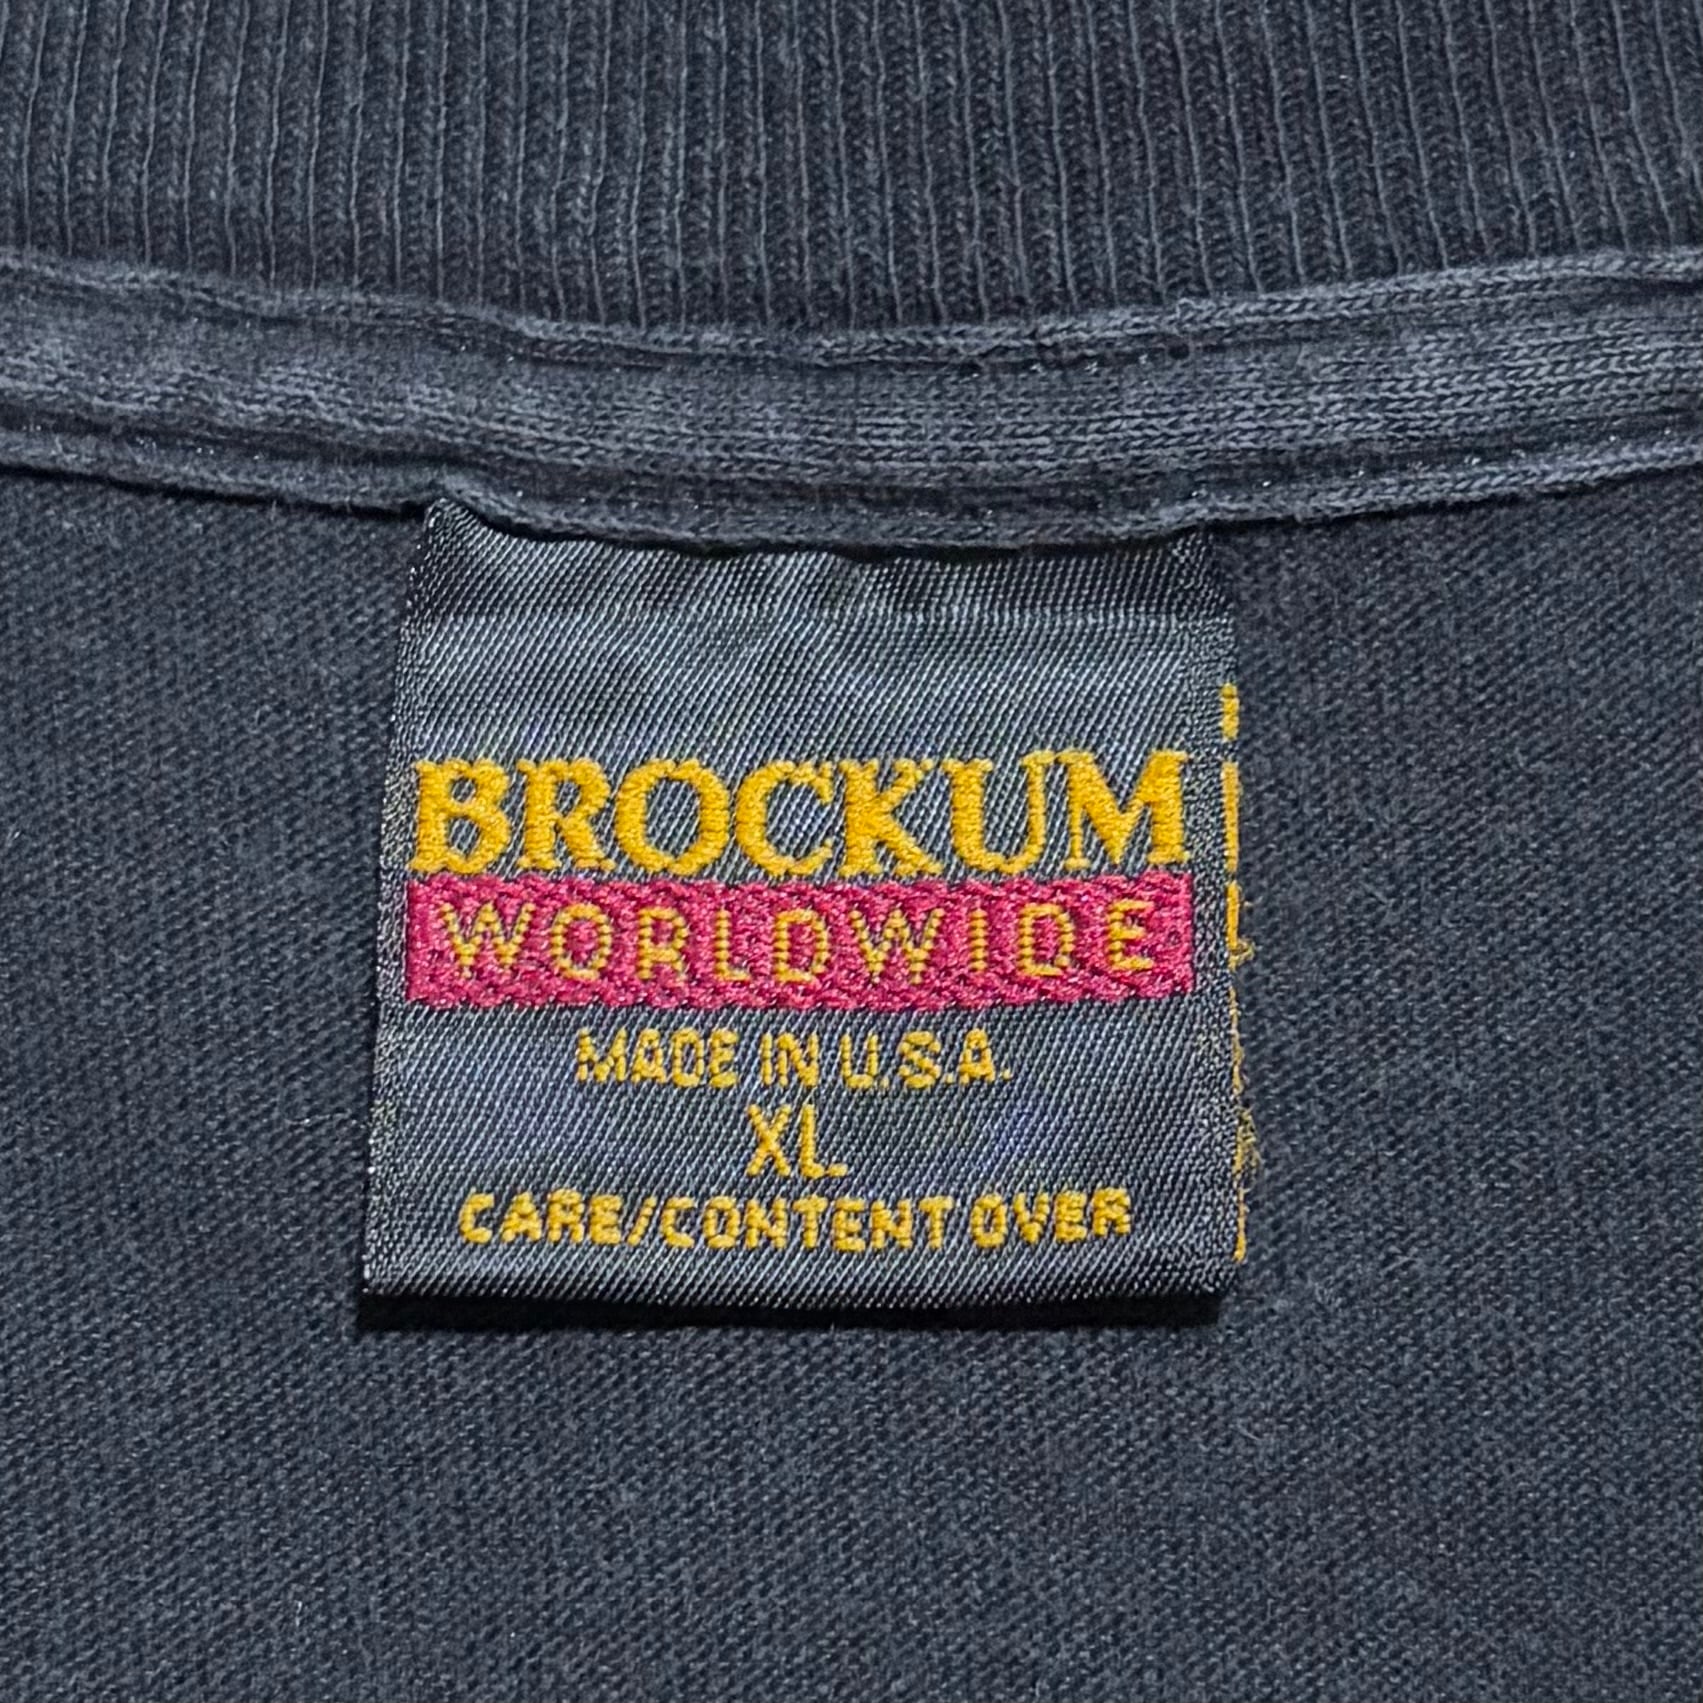 BROCKUM
WORLDWIDE
MADE IN U.S.A.
XL
CARE/CONTENT OVER